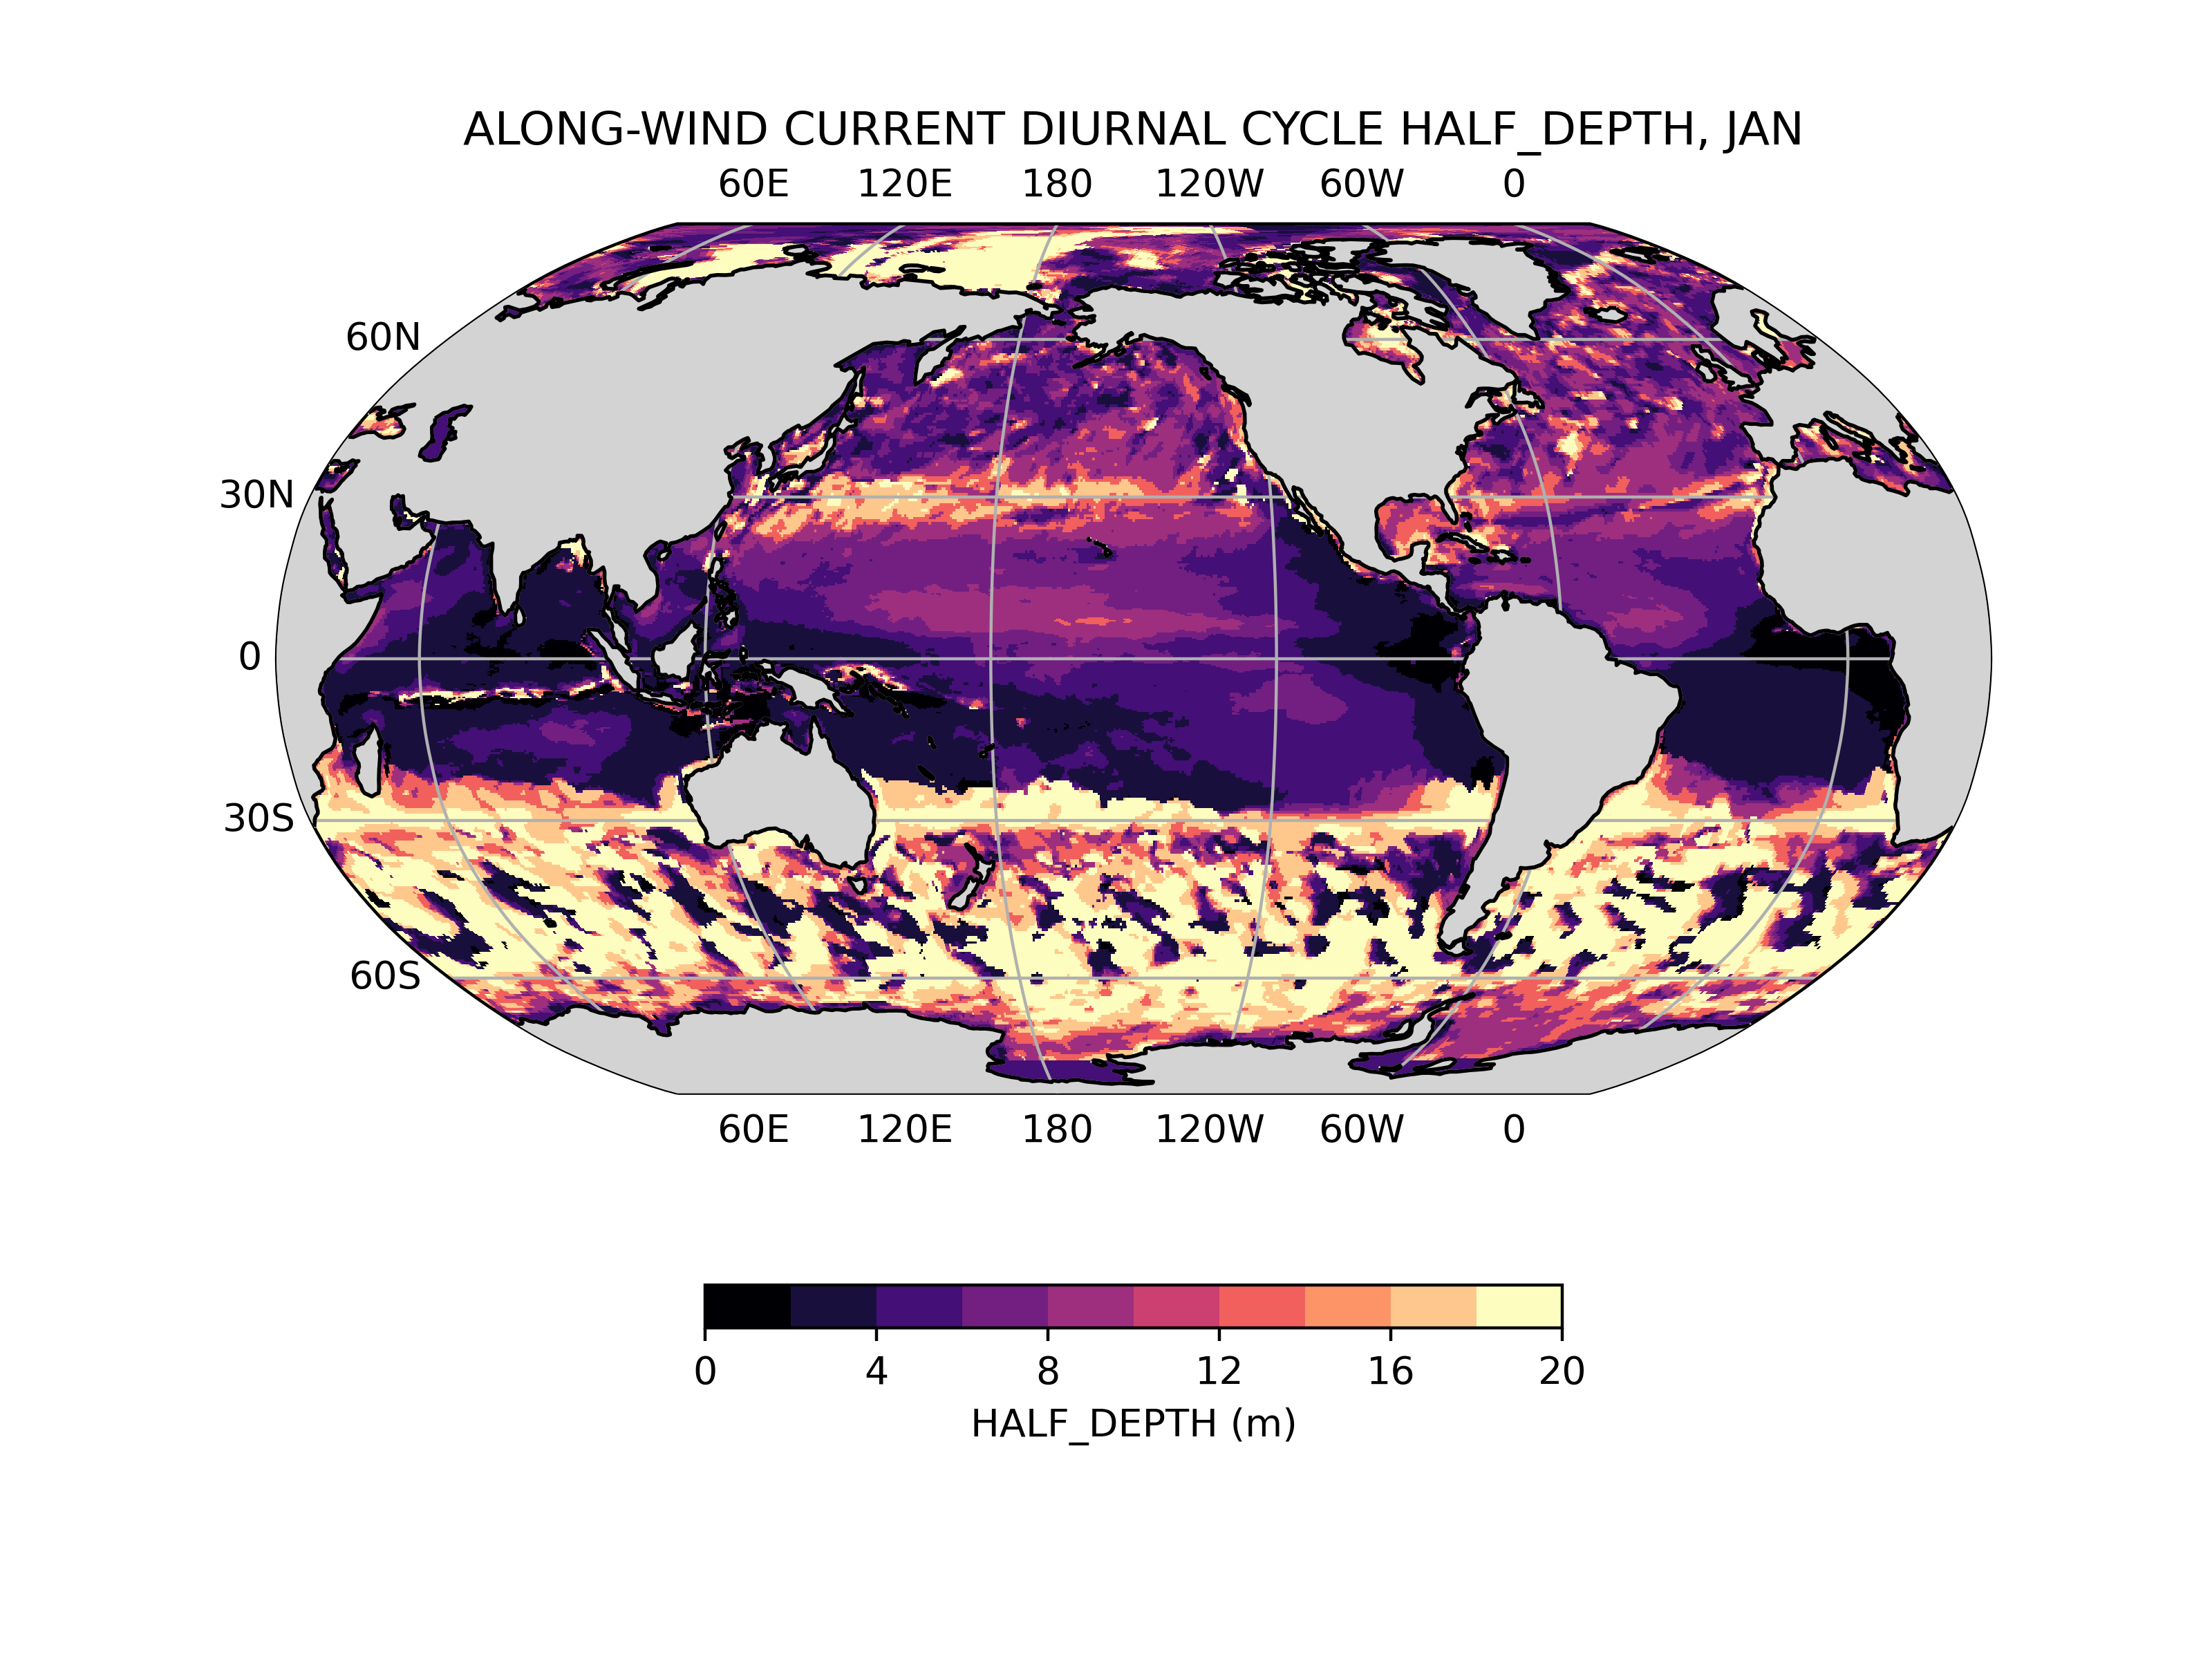 ALONG-WIND CURRENT DIURNAL CYCLE HALF_DEPTH, JAN
60E 120E 180 120W 60W 0
60N
30N
0
30S
60S
60E 120E 180 120W 60W 0
0 4 8 12 16 20
HALF_DEPTH (m)